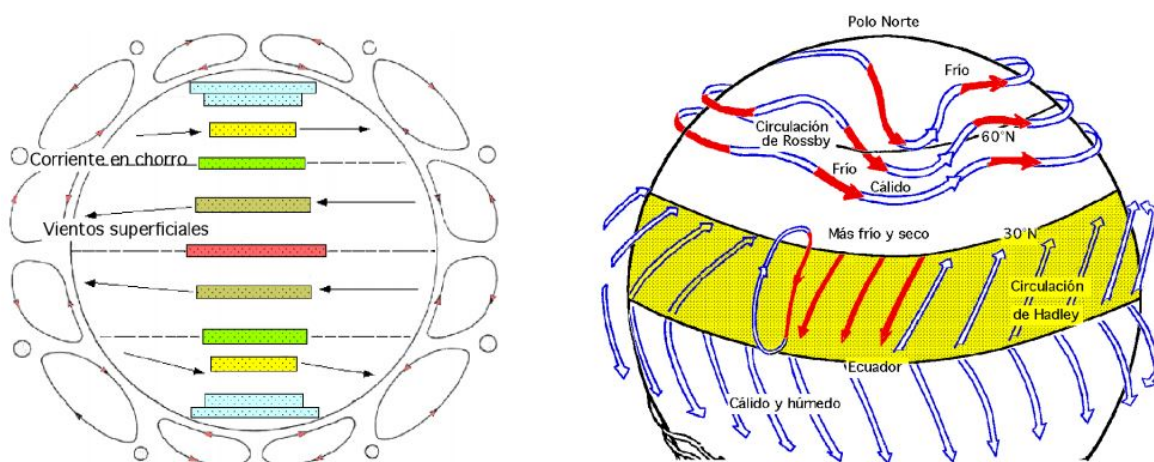 Corriente en chorro
Vientos superficiales
Polo Norte
Frío
Circulación
de Rossby
60°N
Frío
Cálido
Más frío y seco
30°N
Circulación
de Hadley
Ecuador
Cálido y húmedo